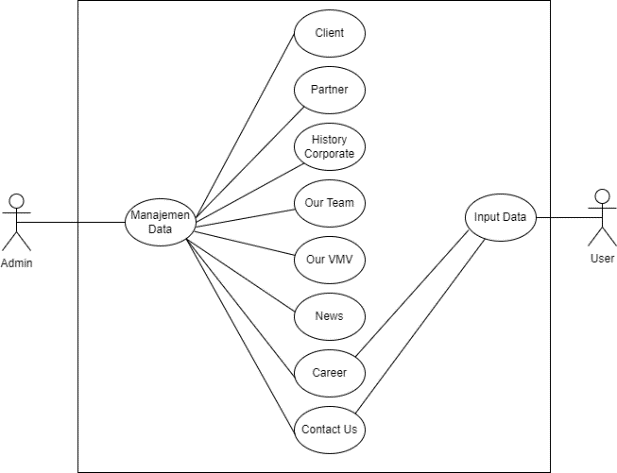 Client
Partner
History
Corporate
Our Team
Our VMV
News
Career
Contact Us
Manajemen
Data
Input Data
Admin
User